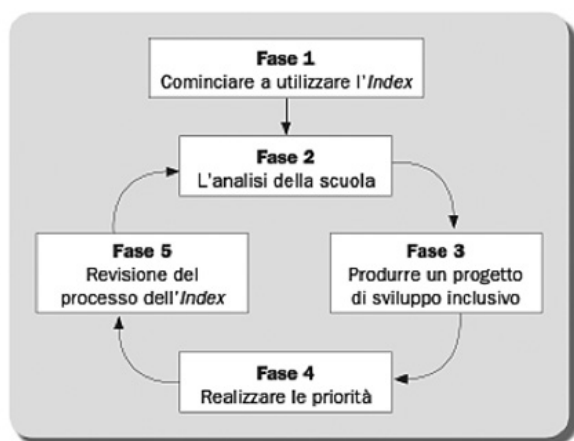 Fase 1
Cominciare a utilizzare l'Index
Fase 2
L'analisi della scuola
Fase 3
Produrre un progetto
di sviluppo inclusivo
Fase 4
Realizzare le priorità
Fase 5
Revisione del
processo dell'Index